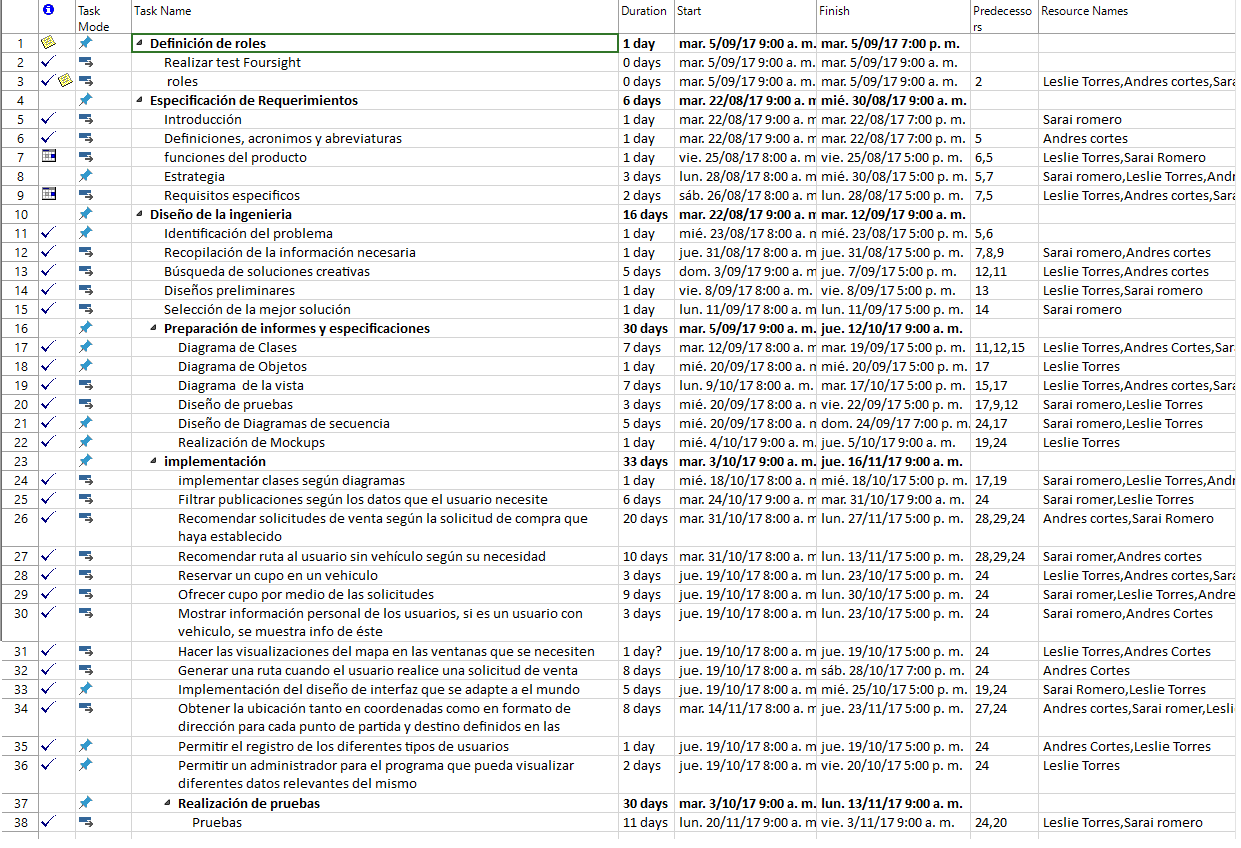 Task Mode Task Name Duration Start Finish Predecessors Resource Names
1 Definición de roles 1 day mar. 5/09/17 9:00 a. m. mar. 5/09/17 7:00 p. m.
2 Realizar test Foursight 0 days mar. 5/09/17 9:00 a. m mar. 5/09/17 9:00 a. m.
3 roles 0 days mar. 5/09/17 9:00 a. m mar. 5/09/17 9:00 a. m. 2 Leslie Torres,Andres cortes,Sara
4 Especificación de Requerimientos 6 days mar. 22/08/17 9:00 a. m mié. 30/08/17 9:00 a. m.
5 Introducción 1 day mar. 22/08/17 9:00 a. m mar. 22/08/17 7:00 p. m. Sarai romero
6 Definiciones, acronimos y abreviaturas 1 day mar. 22/08/17 9:00 a. m mar. 22/08/17 7:00 p. m. 5 Andres cortes
7 funciones del producto 1 day vie. 25/08/17 8:00 a. m vie. 25/08/17 5:00 p. m. 6,5 Leslie Torres,Sarai Romero
8 Estrategia 3 days lun. 28/08/17 8:00 a. m mié. 30/08/17 5:00 p. m. 5,7 Sarai romero,Leslie Torres,Andr
9 Requisitos especificos 2 days sáb. 26/08/17 8:00 a. m lun. 28/08/17 5:00 p. m. 7,5 Leslie Torres,Andres cortes,Sara
10 Diseño de la ingenieria 16 days mar. 22/08/17 9:00 a. m mar. 12/09/17 9:00 a. m.
11 Identificación del problema 1 day mié. 23/08/17 8:00 a. m mié. 23/08/17 5:00 p. m. 5,6
12 Recopilación de la información necesaria 1 day jue. 31/08/17 8:00 a. m jue. 31/08/17 5:00 p. m. 7,8,9 Sarai romero,Andres cortes
13 Búsqueda de soluciones creativas 5 days dom. 3/09/17 9:00 a. m jue. 7/09/17 5:00 p. m. 12,11 Leslie Torres,Andres cortes
14 Diseños preliminares 1 day vie. 8/09/17 8:00 a. m. vie. 8/09/17 5:00 p. m. 13 Leslie Torres,Sarai romero
15 Selección de la mejor solución 1 day lun. 11/09/17 8:00 a. m lun. 11/09/17 5:00 p. m. 14 Sarai romero
16 Preparación de informes y especificaciones 30 days mar. 5/09/17 9:00 a. m. jue. 12/10/17 9:00 a. m.
17 Diagrama de Clases 7 days mar. 12/09/17 8:00 a. m mar. 19/09/17 5:00 p. m. 11,12,15 Leslie Torres,Andres Cortes,Sar
18 Diagrama de Objetos 1 day mié. 20/09/17 8:00 a. m mié. 20/09/17 5:00 p. m. 17 Leslie Torres
19 Diagrama de la vista 7 days lun. 9/10/17 8:00 a. m. mar. 17/10/17 5:00 p. m. 15,17 Leslie Torres,Andres cortes,Sara
20 Diseño de pruebas 3 days mié. 20/09/17 8:00 a. m vie. 22/09/17 5:00 p. m. 17,9,12 Sarai romero,Leslie Torres
21 Diseño de Diagramas de secuencia 5 days mié. 20/09/17 8:00 a. m dom. 24/09/17 7:00 p. m. 24,17 Sarai romero,Leslie Torres
22 Realización de Mockups 1 day mié. 4/10/17 9:00 a. m. jue. 5/10/17 9:00 a. m. 19,24 Leslie Torres
23 implementación 33 days mar. 3/10/17 9:00 a. m. jue. 16/11/17 9:00 a. m.
24 implementar clases según diagramas 1 day mié. 18/10/17 8:00 a. m mié. 18/10/17 5:00 p. m. 17,19 Sarai romero,Leslie Torres,Andr
25 Filtrar publicaciones según los datos que el usuario necesite 6 days mar. 24/10/17 9:00 a. m mar. 31/10/17 9:00 a. m. 24 Sarai romer,Leslie Torres
26 Recomendar solicitudes de venta según la solicitud de compra que 20 days mar. 31/10/17 8:00 a. m lun. 27/11/17 5:00 p. m. 28,29,24 Andres cortes,Sarai Romero
haya establecido
27 Recomendar ruta al usuario sin vehículo según su necesidad 10 days mar. 31/10/17 8:00 a. m lun. 13/11/17 5:00 p. m. 28,29,24 Sarai romer,Andres cortes
28 Reservar un cupo en un vehiculo 3 days jue. 19/10/17 8:00 a. m lun. 23/10/17 5:00 p. m. 24 Leslie Torres,Andres cortes,Sara
29 Ofrecer cupo por medio de las solicitudes 9 days jue. 19/10/17 8:00 a. m lun. 30/10/17 5:00 p. m. 24 Sarai romer,Leslie Torres,Andre
30 Mostrar información personal de los usuarios, si es un usuario con 3 days jue. 19/10/17 8:00 a. m lun. 23/10/17 5:00 p. m. 24 Sarai romero,Andres Cortes
vehiculo, se muestra info de éste
31 Hacer las visualizaciones del mapa en las ventanas que se necesiten 1 day? jue. 19/10/17 8:00 a. m jue. 19/10/17 5:00 p. m. 24 Leslie Torres,Andres Cortes
32 Generar una ruta cuando el usuario realice una solicitud de venta 8 days jue. 19/10/17 8:00 a. m sáb. 28/10/17 7:00 p. m. 24 Andres Cortes
33 Implementación del diseño de interfaz que se adapte a el mundo 5 days jue. 19/10/17 8:00 a. m mié. 25/10/17 5:00 p. m. 19,24 Sarai Romero,Leslie Torres
34 Obtener la ubicación tanto en coordenadas como en formato de 8 days mar. 14/11/17 8:00 a. m jue. 23/11/17 5:00 p. m. 27,24 Andres cortes,Sarai romer,Lesli
dirección para cada punto de partida y destino definidos en las
35 Permitir el registro de los diferentes tipos de usuarios 1 day jue. 19/10/17 8:00 a. m jue. 19/10/17 5:00 p. m. 24 Andres Cortes,Leslie Torres
36 Permitir un administrador para el programa que pueda visualizar 2 days jue. 19/10/17 8:00 a. m vie. 20/10/17 5:00 p. m. 24 Leslie Torres
diferentes datos relevantes del mismo
37 Realización de pruebas 30 days mar. 3/10/17 9:00 a. m. lun. 13/11/17 9:00 a. m.
38 Pruebas 11 days lun. 20/11/17 9:00 a. m vie. 3/11/17 9:00 a. m. 24,20 Leslie Torres,Sarai romero